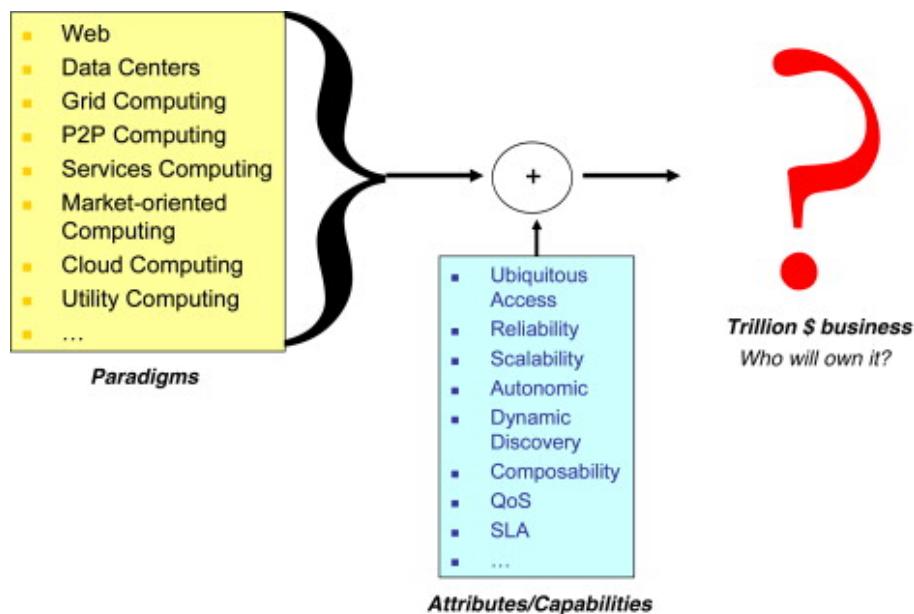 Web
Data Centers
Grid Computing
P2P Computing
Services Computing
Market-oriented
Computing
Cloud Computing
Utility Computing
...
Paradigms
+
Ubiquitous
Access
Reliability
Scalability
Autonomic
Dynamic
Discovery
Composability
QoS
SLA
...
Attributes/Capabilities
?
Trillion $ business
Who will own it?